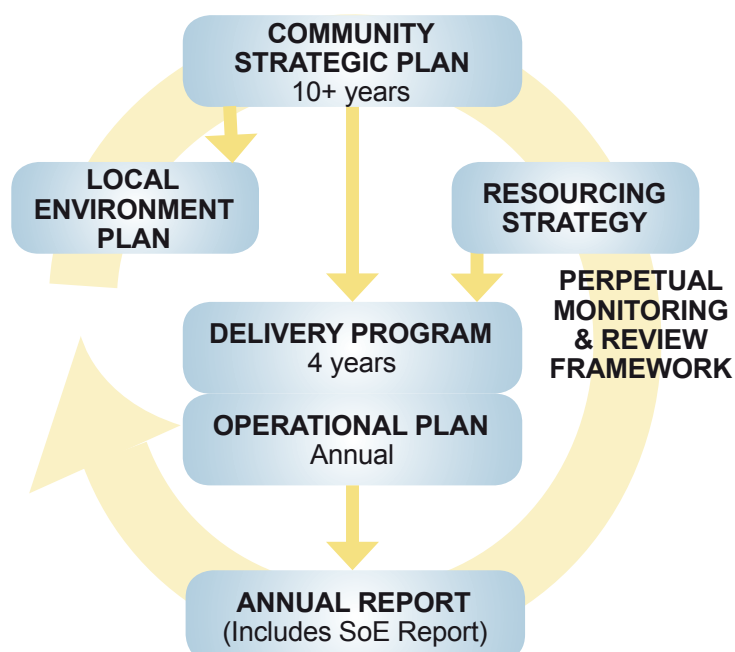 COMMUNITY
STRATEGIC PLAN
10+ years
LOCAL
ENVIRONMENT
PLAN
RESOURCING
STRATEGY
PERPETUAL
MONITORING
& REVIEW
FRAMEWORK
DELIVERY PROGRAM
4 years
OPERATIONAL PLAN
Annual
ANNUAL REPORT
(Includes SoE Report)